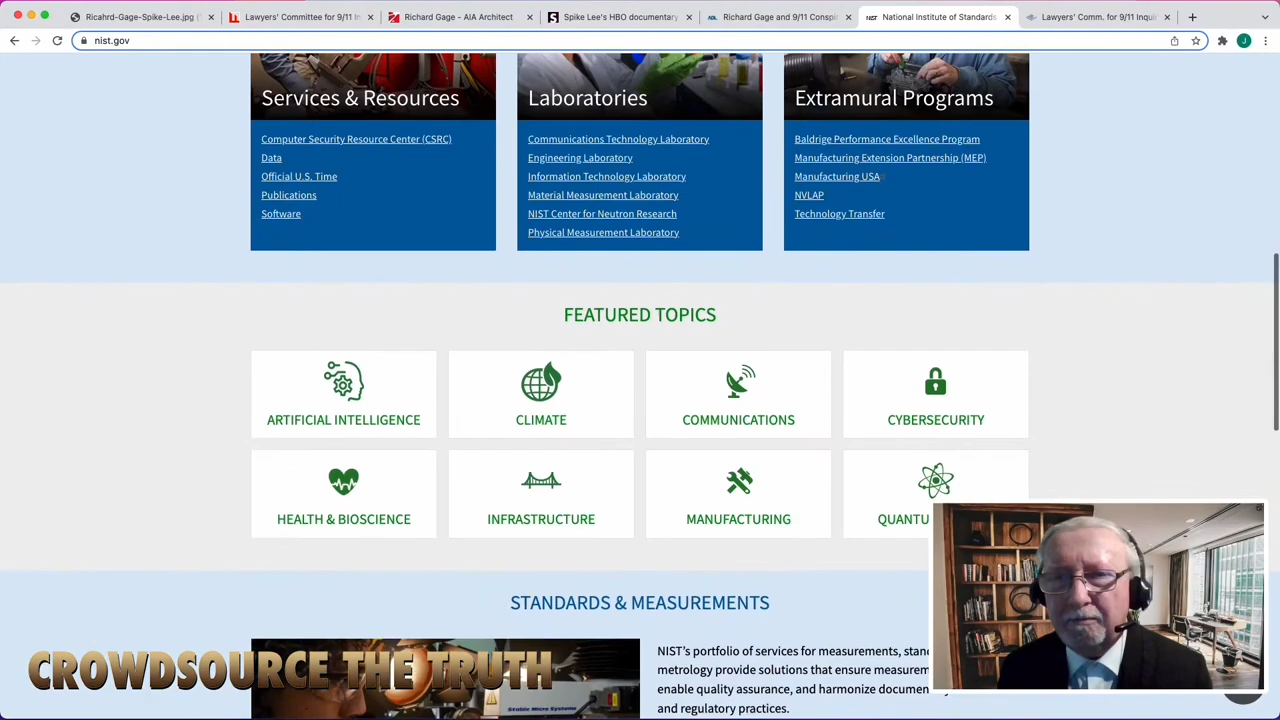 Ricahrd-Gage-Spike-Lee.jpg (
Lawyers' Committee for 9/11 In
Richard Gage - AIA Architect
Spike Lee's HBO documentary
Richard Gage and 9/11 Conspi
National Institute of Standards
Lawyers' Comm. for 9/11 Inqui
nist.gov
J
Services & Resources
Computer Security Resource Center (CSRC)
Data
Official U.S. Time
Publications
Software
Laboratories
Communications Technology Laboratory
Engineering Laboratory
Information Technology Laboratory
Material Measurement Laboratory
NIST Center for Neutron Research
Physical Measurement Laboratory
Extramural Programs
Baldrige Performance Excellence Program
Manufacturing Extension Partnership (MEP)
Manufacturing USA
NVLAP
Technology Transfer
FEATURED TOPICS
ARTIFICIAL INTELLIGENCE
CLIMATE
COMMUNICATIONS
CYBERSECURITY
HEALTH & BIOSCIENCE
INFRASTRUCTURE
MANUFACTURING
QUANTU
STANDARDS & MEASUREMENTS
NIST's portfolio of services for measurements, stan
metrology provide solutions that ensure measurem
enable quality assurance, and harmonize documen
and regulatory practices.
CROWDSOURCE THE TRUTH
Stable Micro Systems